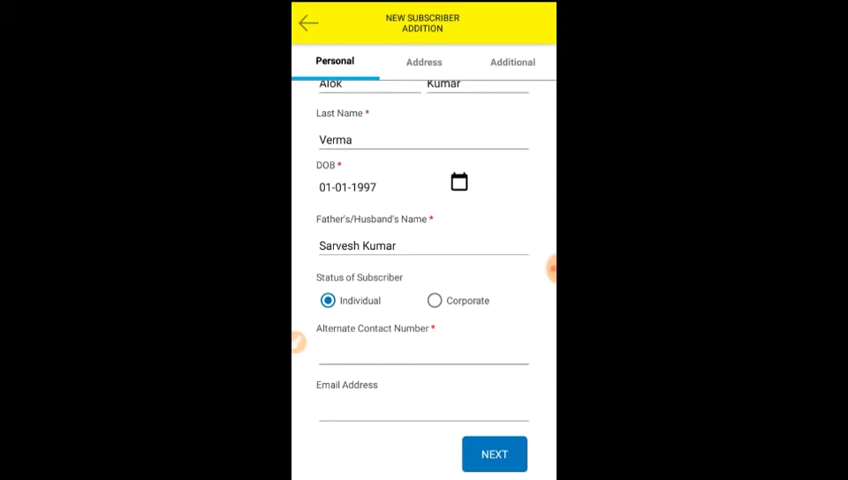 NEW SUBSCRIBER
ADDITION
Personal Address Additional
Alok Kumar
Last Name *
Verma
DOB *
01-01-1997
Father's/Husband's Name *
Sarvesh Kumar
Status of Subscriber
Individual Corporate
Alternate Contact Number *
Email Address
NEXT